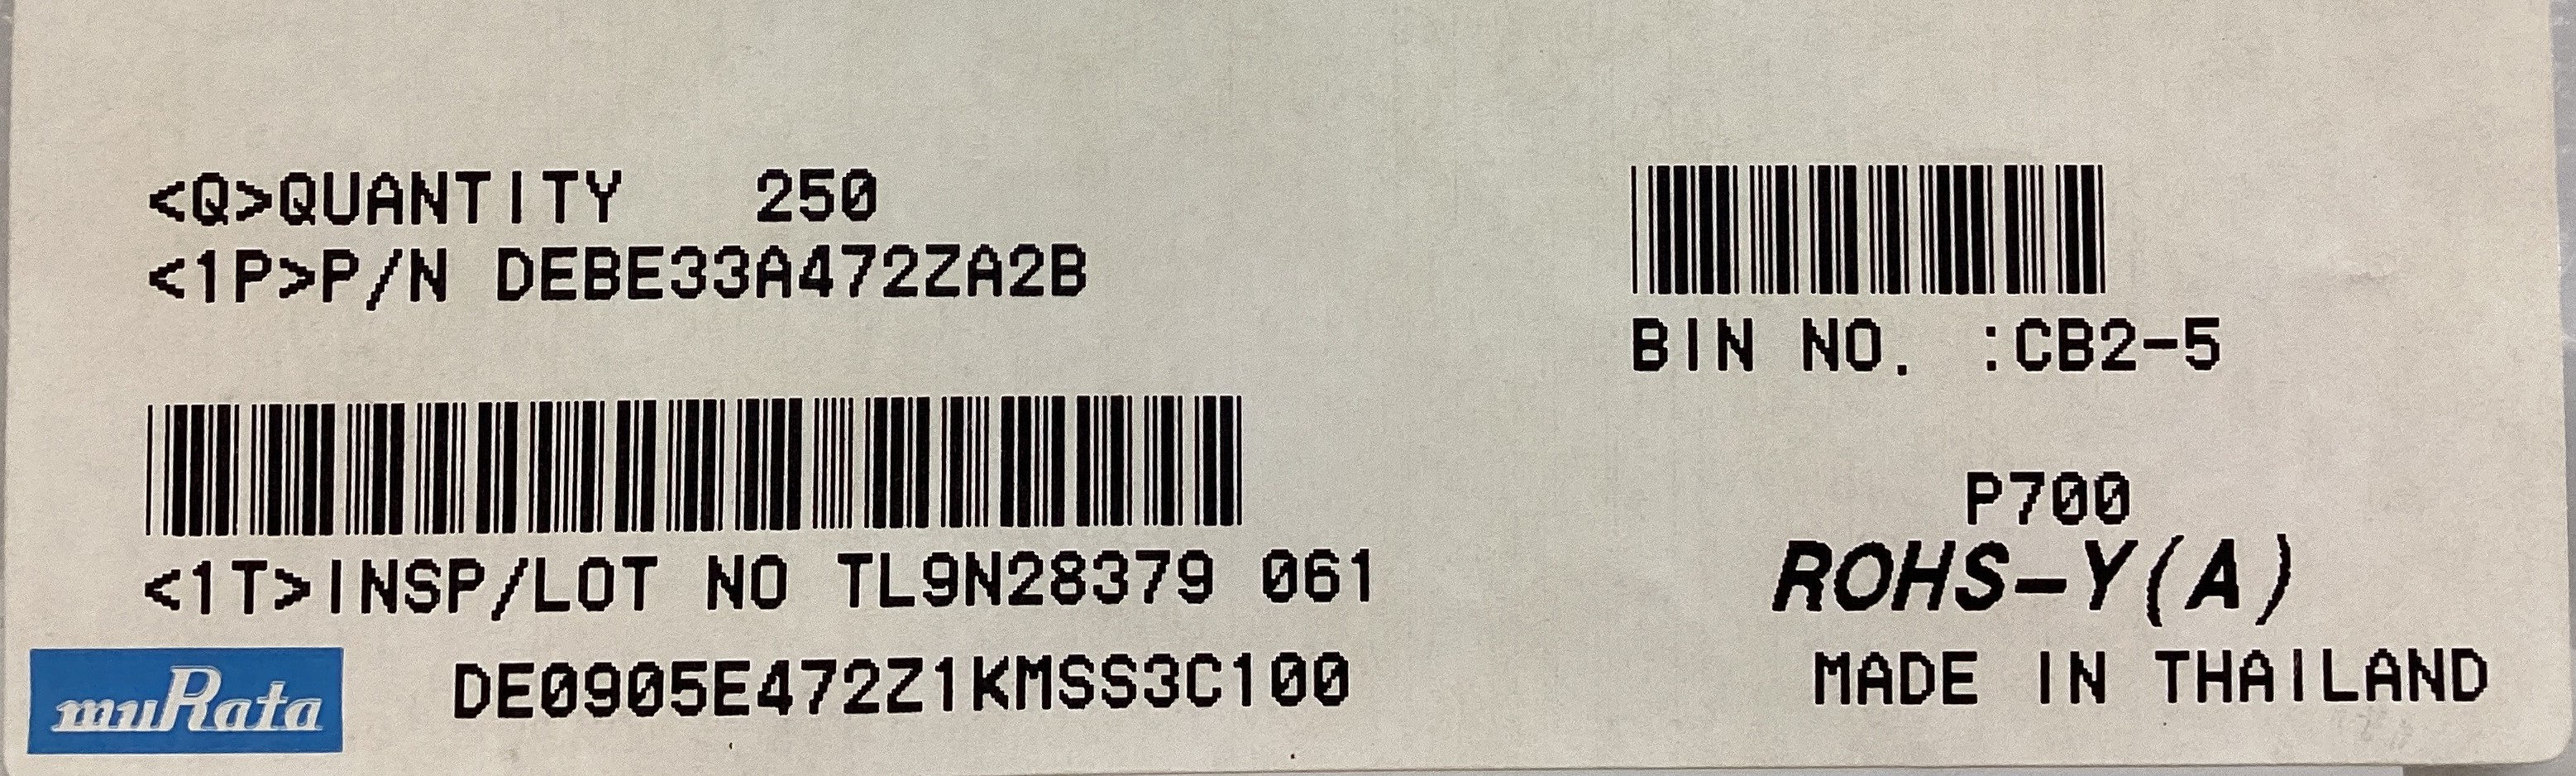 <Q>QUANTITY 250
<1P>P/N DEBE33A472ZA2B
BIN NO. :CB2-5
<1T>INSP/LOT NO TL9N28379 061
P700
ROHS-Y(A)
muRata
DE0905E472Z1KMSS3C100
MADE IN THAILAND